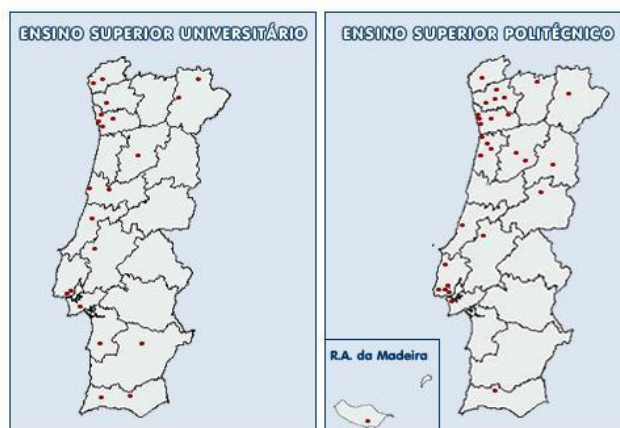 ENSINO SUPERIOR UNIVERSITÁRIO
ENSINO SUPERIOR POLITÉCNICO
R.A. da Madeira